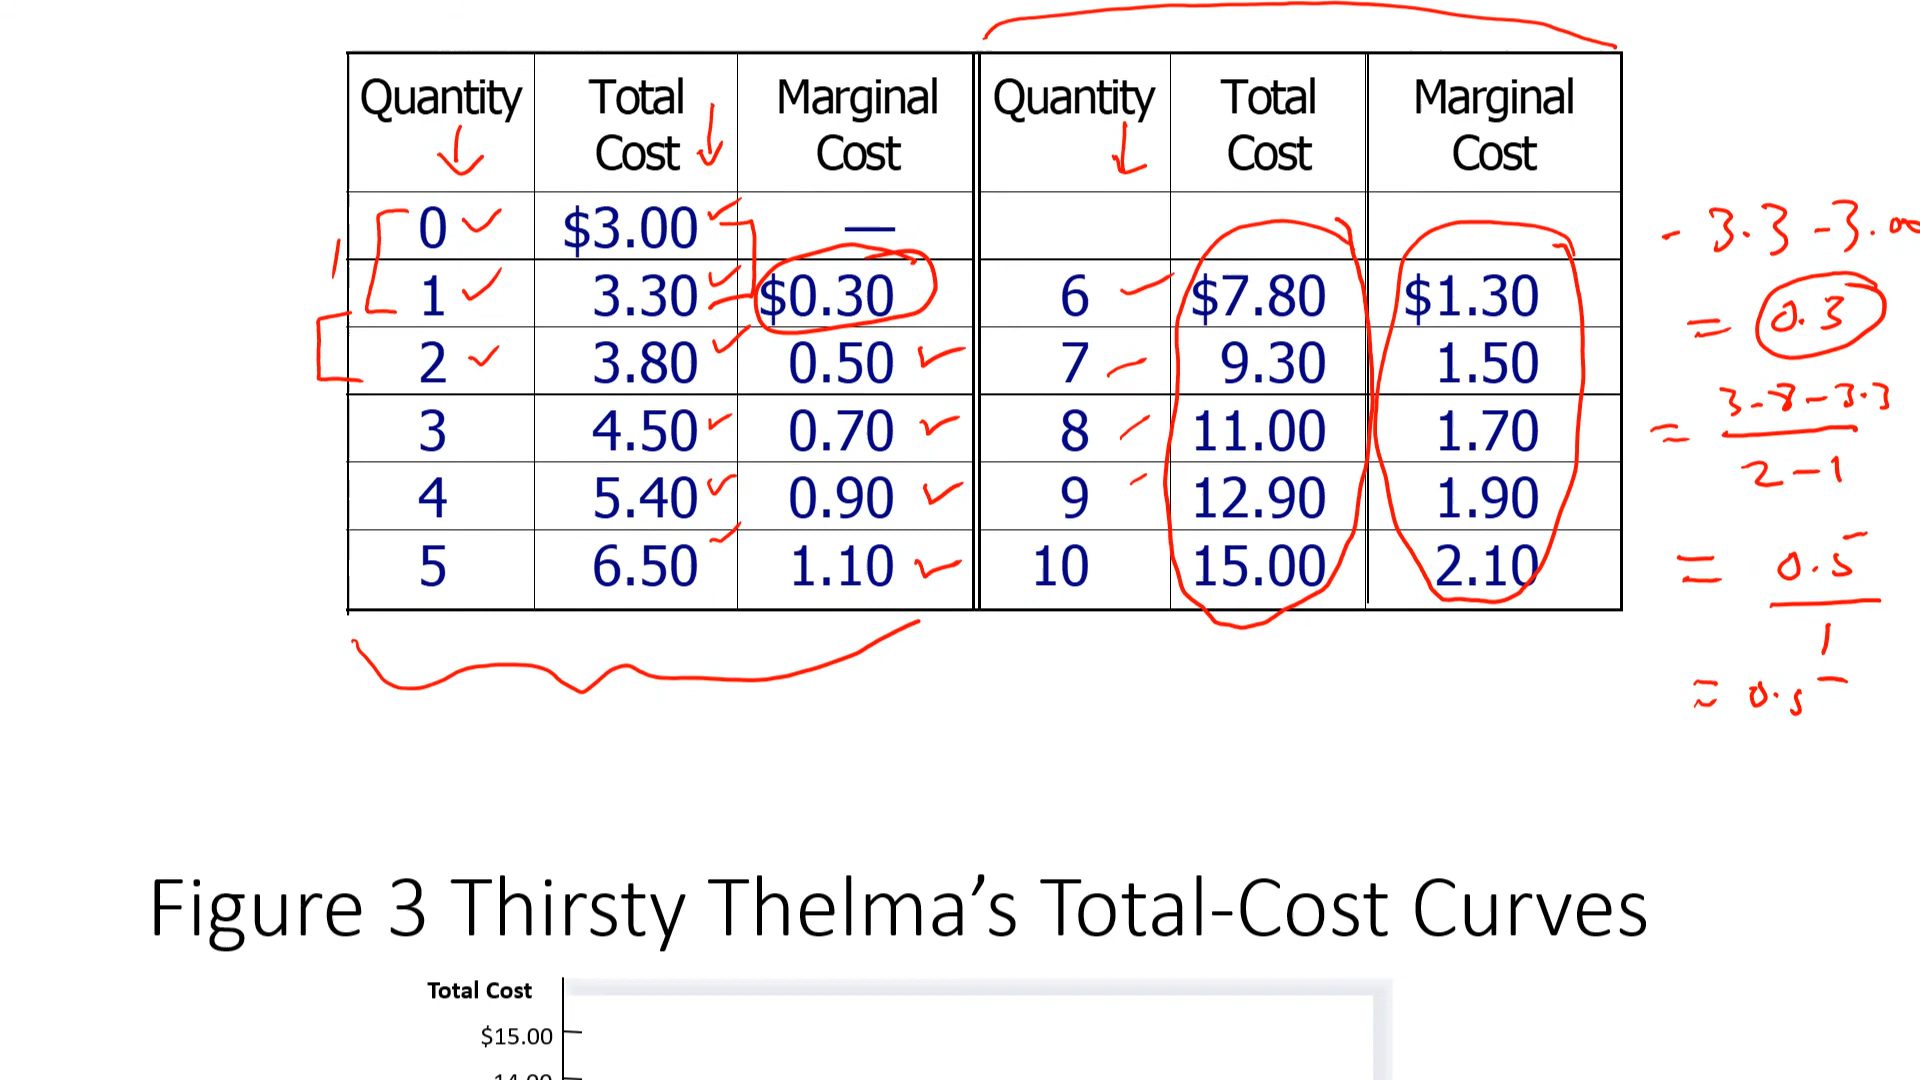 Quantity Total Cost Marginal Cost Quantity Total Cost Marginal Cost
0 $3.00 —
1 3.30 $0.30 6 $7.80 $1.30
2 3.80 0.50 7 9.30 1.50
3 4.50 0.70 8 11.00 1.70
4 5.40 0.90 9 12.90 1.90
5 6.50 1.10 10 15.00 2.10
1
- 3.3 - 3.00
= 0.3
= 3.8 - 3.3
2 - 1
= 0.5
1
= 0.5
Figure 3 Thirsty Thelma’s Total-Cost Curves
Total Cost
$15.00
14.00